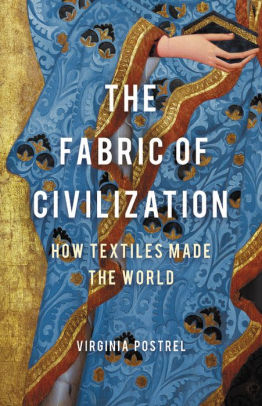 THE
FABRIC OF
CIVILIZATION
HOW TEXTILES MADE
THE WORLD
VIRGINIA POSTREL